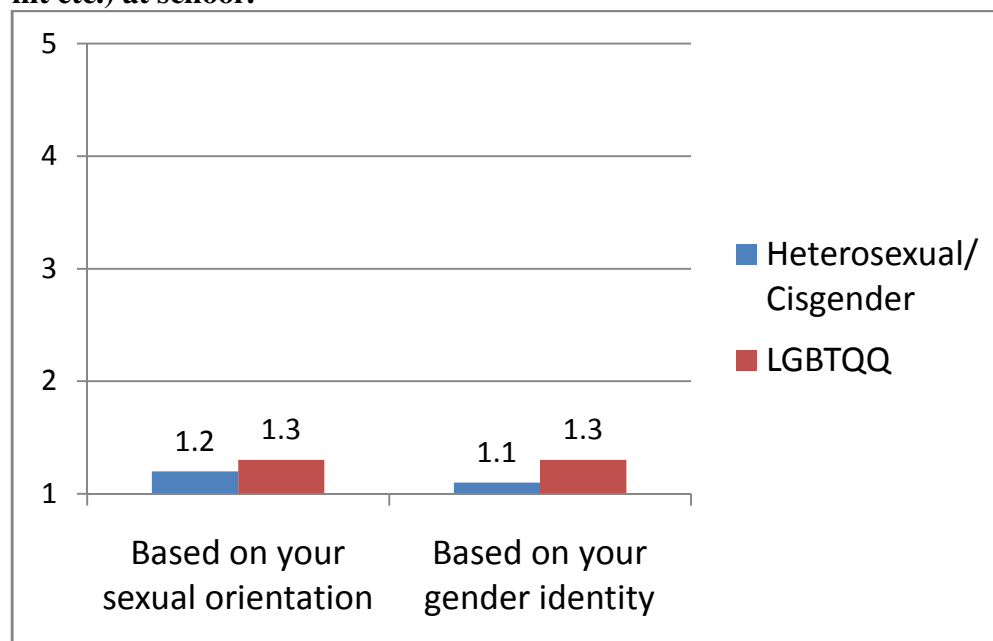 5
4
3
2
1
1.2
1.3
1.1
1.3
Based on your
sexual orientation
Based on your
gender identity
Heterosexual/
Cisgender
LGBTQQ